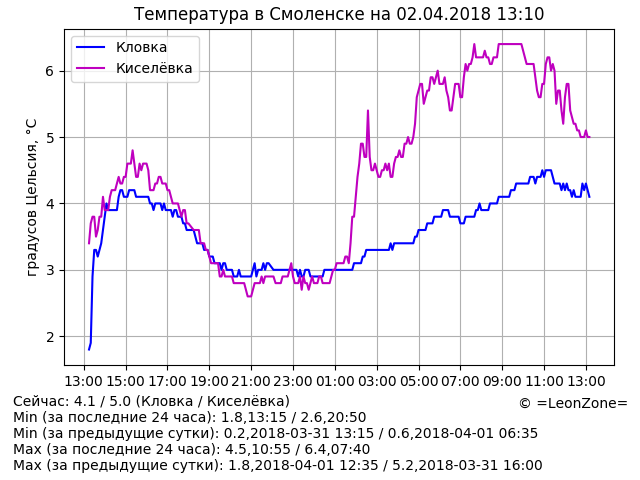 Температура в Смоленске на 02.04.2018 13:10
Кловка
Киселёвка
градусов Цельсия, °C
6
5
4
3
2
13:00 15:00 17:00 19:00 21:00 23:00 01:00 03:00 05:00 07:00 09:00 11:00 13:00
Сейчас: 4.1 / 5.0 (Кловка / Киселёвка)
© =LeonZone=
Min (за последние 24 часа): 1.8,13:15 / 2.6,20:50
Min (за предыдущие сутки): 0.2,2018-03-31 13:15 / 0.6,2018-04-01 06:35
Max (за последние 24 часа): 4.5,10:55 / 6.4,07:40
Max (за предыдущие сутки): 1.8,2018-04-01 12:35 / 5.2,2018-03-31 16:00